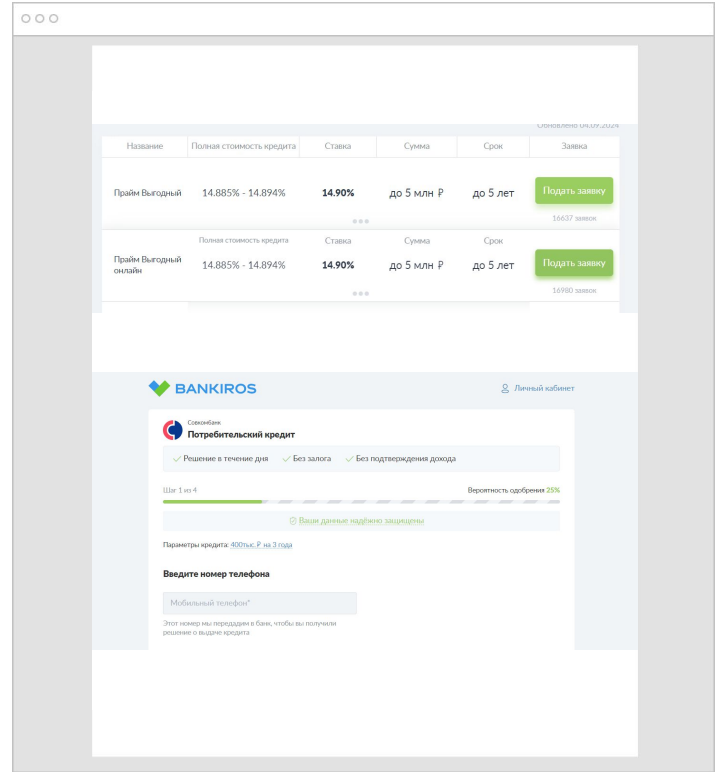 Обновлено 04.09.2024
Название Полная стоимость кредита Ставка Сумма Срок Заявка
Прайм Выгодный 14.885% - 14.894% 14.90% до 5 млн ₽ до 5 лет Подать заявку
16637 заявок
Полная стоимость кредита Ставка Сумма Срок
Прайм Выгодный
онлайн 14.885% - 14.894% 14.90% до 5 млн ₽ до 5 лет Подать заявку
16980 заявок
BANKIROS Личный кабинет
Совкомбанк
Потребительский кредит
Решение в течение дня Без залога Без подтверждения дохода
Шаг 1 из 4 Вероятность одобрения 25%
Ваши данные надёжно защищены
Параметры кредита: 400тыс.₽ на 3 года
Введите номер телефона
Мобильный телефон*
Этот номер мы передадим в банк, чтобы вы получили
решение о выдаче кредита